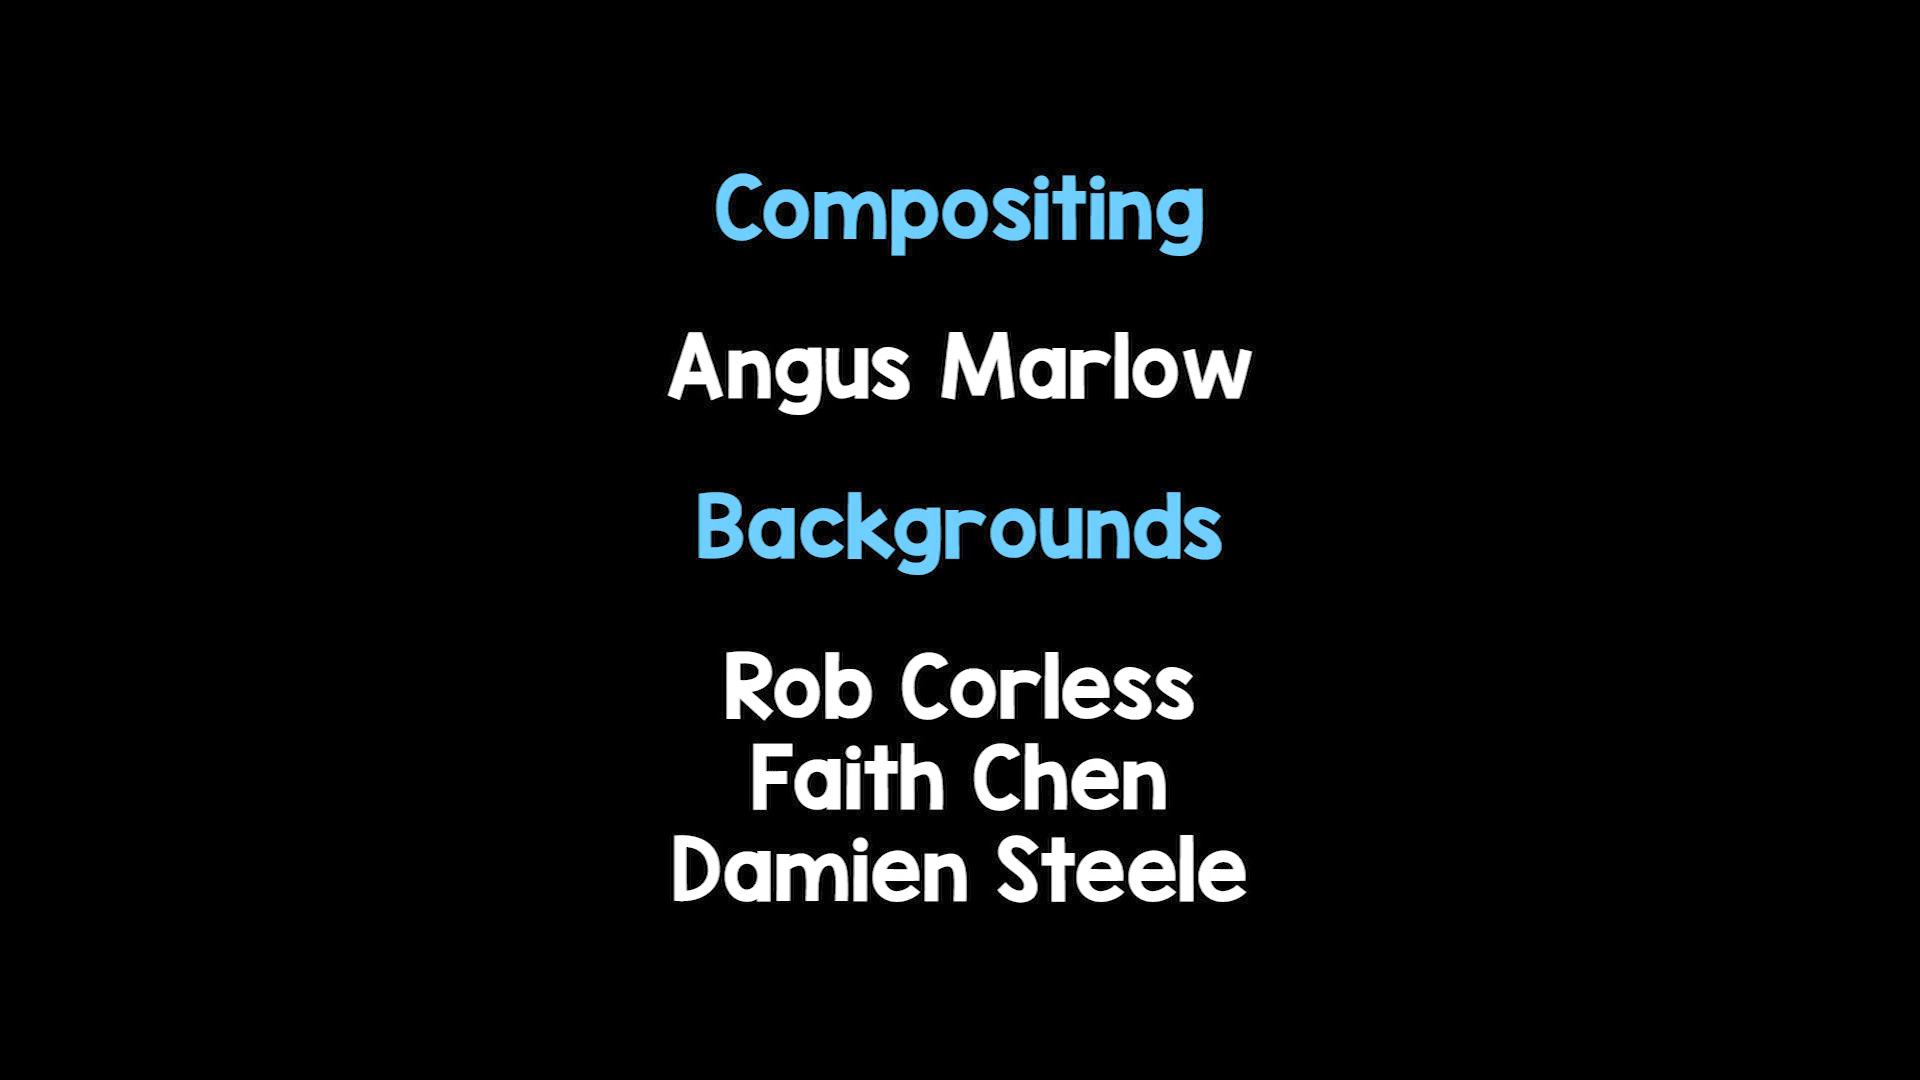 Compositing
Angus Marlow
Backgrounds
Rob Corless
Faith Chen
Damien Steele